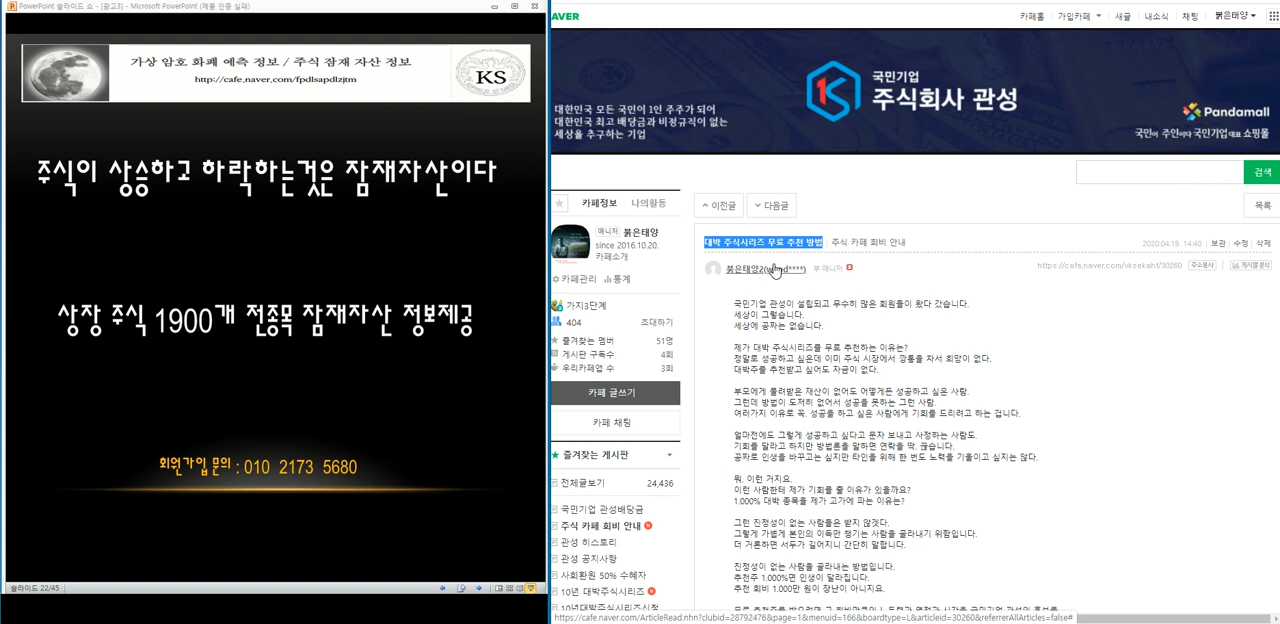 PowerPoint 슬라이드 쇼 - [광고3] - Microsoft PowerPoint (제품 인증 실패)
가상 암호 화폐 예측 정보 / 주식 잠재 자산 정보
http://cafe.naver.com/fpdlsapdlzjtm
KS
주식이 상승하고 하락하는것은 잠재자산이다
상장 주식 1900개 전종목 잠재자산 정보제공
회원가입 문의 : 010 2173 5680
슬라이드 22/45
AVER
카페홈 가입카페 새글 내소식 채팅 붉은태양
대한민국 모든 국민이 1인 주주가 되어
대한민국 최고 배당금과 비정규직이 없는
세상을 추구하는 기업
국민기업
주식회사 관성
Pandamall
국민이 주인이다 국민기업대표 쇼핑몰
검색
카페정보 나의활동
매니저 붉은태양
since 2016.10.20.
카페소개
카페관리 통계
가지3단계
404 초대하기
즐겨찾는 멤버 51명
게시판 구독수 4회
우리카페앱 수 3회
카페 글쓰기
카페 채팅
즐겨찾는 게시판
전체글보기 24,436
국민기업 관성배당금
주식 카페 회비 안내
관성 히스토리
관성 공지사항
사회환원 50% 수혜자
10년 대박주식시리즈
10년대박주식시리즈신청
이전글 다음글 목록
대박 주식시리즈 무료 추천 방법 주식 카페 회비 안내
2020.04.19. 14:40 보관 수정 삭제
붉은태양2(w nd****) 부매니저
https://cafe.naver.com/vksekahf/30260 주소복사 게시글 분석
국민기업 관성이 설립되고 무수히 많은 회원들이 왔다 갔습니다.
세상이 그렇습니다.
세상에 공짜는 없습니다.
제가 대박 주식시리즈를 무료 추천하는 이유는?
정말로 성공하고 싶은데 이미 주식 시장에서 깡통을 차서 희망이 없다.
대박주를 추천받고 싶어도 자금이 없다.
부모에게 물려받은 재산이 없어도 어떻게든 성공하고 싶은 사람.
그런데 방법이 도저히 없어서 성공을 못하는 그런 사람.
여러가지 이유로 꼭, 성공을 하고 싶은 사람에게 기회를 드리려고 하는 겁니다.
얼마전에도 그렇게 성공하고 싶다고 문자 보내고 사정하는 사람도.
기회를 달라고 하지만 방법론을 말하면 연락을 딱. 끊습니다.
공짜로 인생을 바꾸고는 싶지만 타인을 위해 한 번도 노력을 기울이고 싶지는 않다.
뭐, 이런 거지요.
이런 사람한테 제가 기회를 줄 이유가 있을까요?
1,000% 대박 종목을 제가 고가에 파는 이유는?
그런 진정성이 없는 사람들은 받지 않겟다.
그렇게 가볍게 본인의 이득만 챙기는 사람을 골라내기 위함입니다.
더 거론하면 서두가 길어지니 간단히 말합니다.
진정성이 없는 사람을 골라내는 방법입니다.
추천주 1,000%면 인생이 달라집니다.
추천 회비 1,000만 원이 장난이 아니지요.
https://cafe.naver.com/ArticleRead.nhn?clubid=28792476&page=1&menuid=166&boardtype=L&articleid=30260&referrerAllArticles=false#